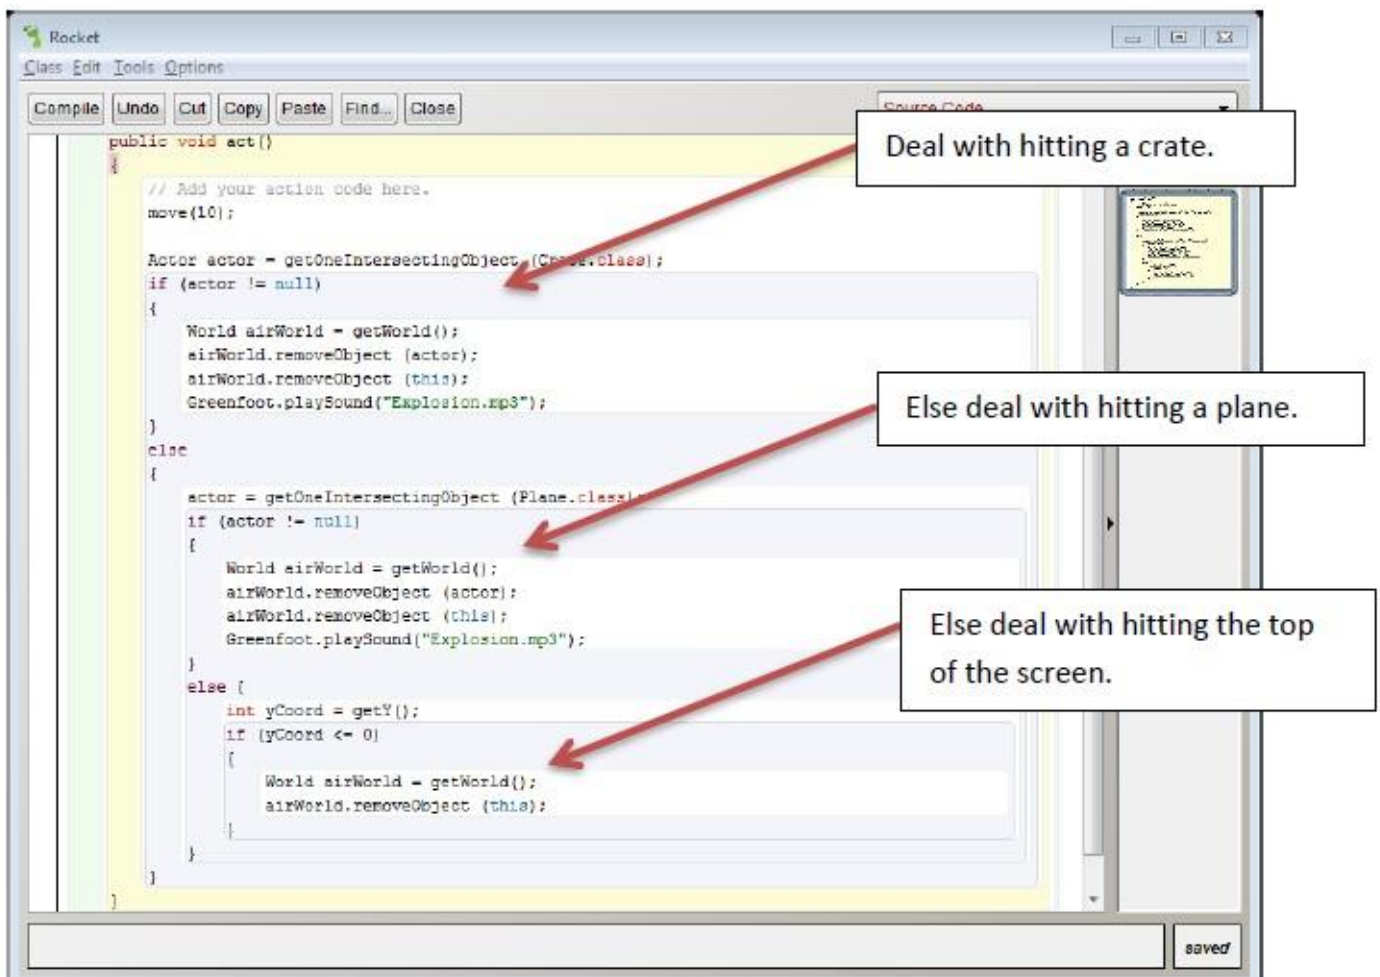 Rocket
Class Edit Tools Options
Compile Undo Cut Copy Paste Find... Close Source Code
public void act()
{
// Add your action code here.
move(10);
Actor actor = getOneIntersectingObject (Crate.class);
if (actor != null)
{
World airWorld = getWorld();
airWorld.removeObject (actor);
airWorld.removeObject (this);
Greenfoot.playSound("Explosion.mp3");
}
else
{
actor = getOneIntersectingObject (Plane.class);
if (actor != null)
{
World airWorld = getWorld();
airWorld.removeObject (actor);
airWorld.removeObject (this);
Greenfoot.playSound("Explosion.mp3");
}
else {
int yCoord = getY();
if (yCoord <= 0)
{
World airWorld = getWorld();
airWorld.removeObject (this);
}
}
}
}
Deal with hitting a crate.
Else deal with hitting a plane.
Else deal with hitting the top
of the screen.
saved